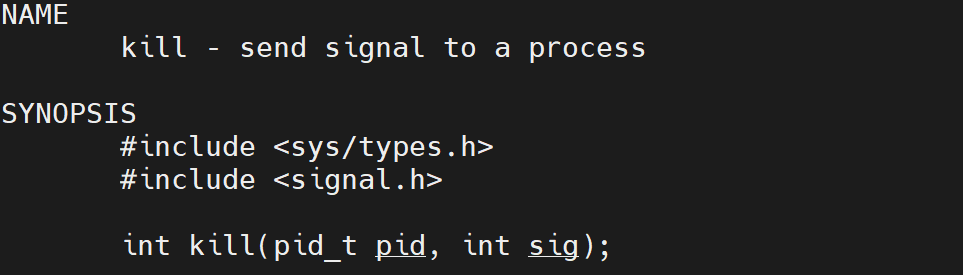 NAME
kill - send signal to a process
SYNOPSIS
#include <sys/types.h>
#include <signal.h>
int kill(pid_t pid, int sig);